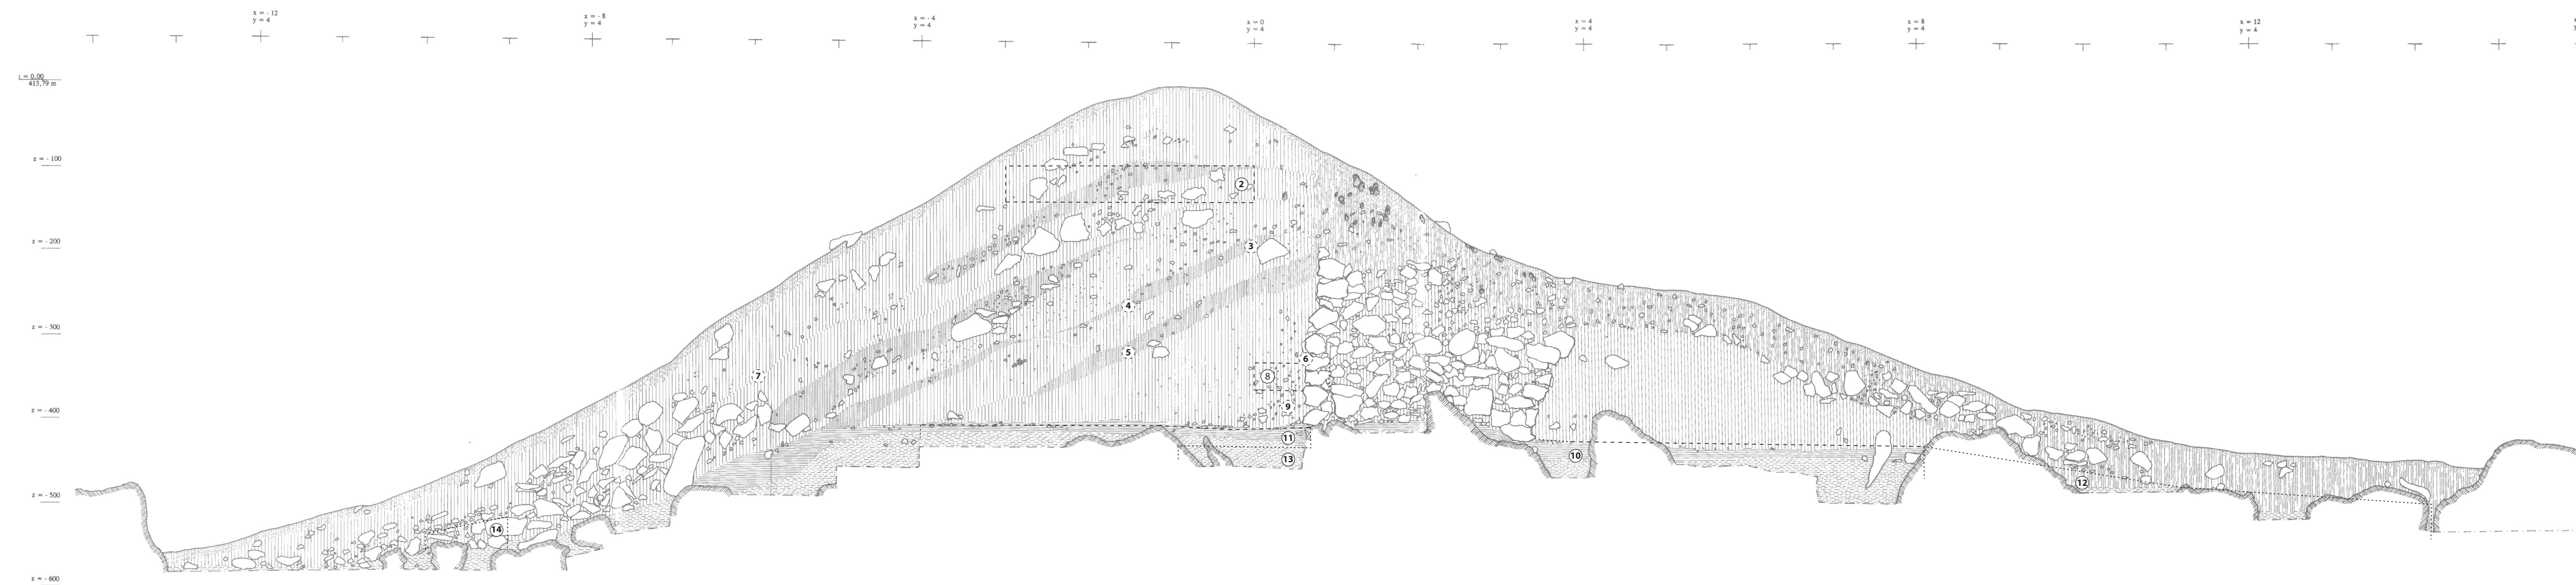 x = - 12
y = 4
x = - 8
y = 4
x = - 4
y = 4
x = 0
y = 4
x = 4
y = 4
x = 8
y = 4
x = 12
y = 4
z = 0.00
413,79 m
z = - 100
z = - 200
z = - 300
z = - 400
z = - 500
z = - 600
2
3
4
5
6
7
8
9
11
13
10
12
14